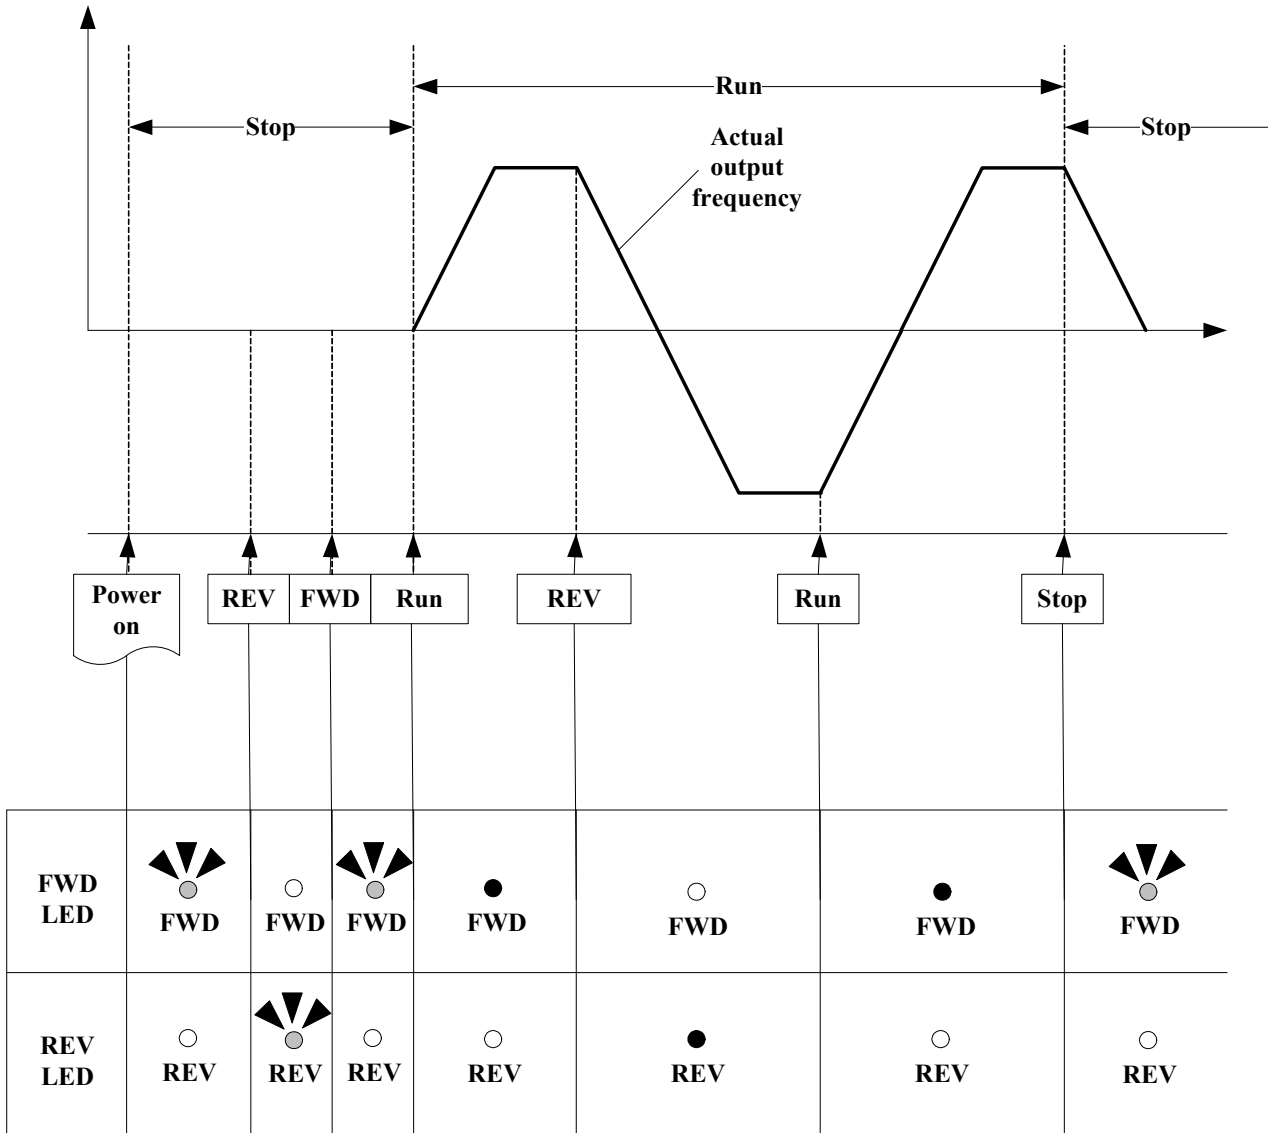 Run
Stop
Stop
Actual
output
frequency
Power
on
REV
FWD
Run
REV
Run
Stop
FWD
LED
FWD
FWD
FWD
FWD
FWD
FWD
FWD
REV
LED
REV
REV
REV
REV
REV
REV
REV